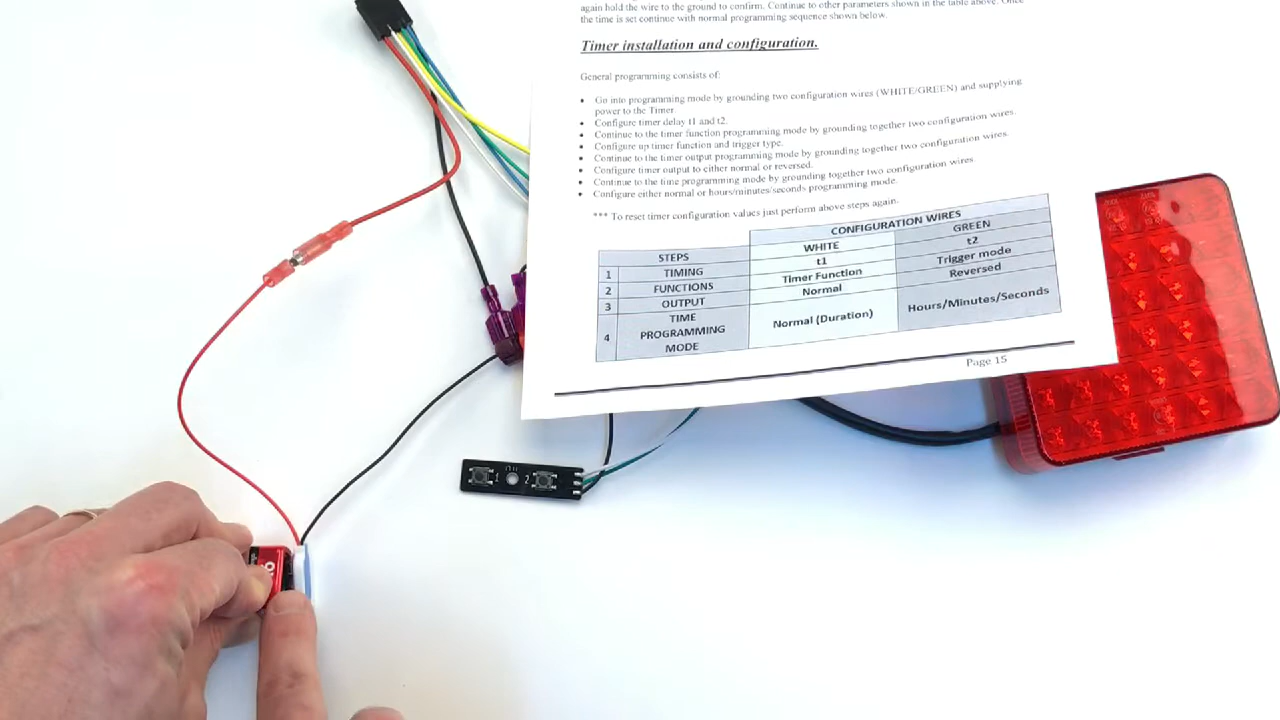 again hold the wire to the ground to confirm. Continue to other parameters shown in the table above. Once
the time is set continue with normal programming sequence shown below.
Timer installation and configuration.
General programming consists of:
• Go into programming mode by grounding two configuration wires (WHITE/GREEN) and supplying
power to the Timer.
• Configure timer delay t1 and t2.
• Continue to the timer function programming mode by grounding together two configuration wires.
• Configure up timer function and trigger type.
• Continue to the timer output programming mode by grounding together two configuration wires.
• Configure timer output to either normal or reversed.
• Continue to the time programming mode by grounding together two configuration wires.
• Configure either normal or hours/minutes/seconds programming mode.
*** To reset timer configuration values just perform above steps again.
STEPS CONFIGURATION WIRES
WHITE GREEN
1 TIMING t1 t2
2 FUNCTIONS Timer Function Trigger mode
3 OUTPUT Normal Reversed
4 TIME PROGRAMMING MODE Normal (Duration) Hours/Minutes/Seconds
Page 15
1 2